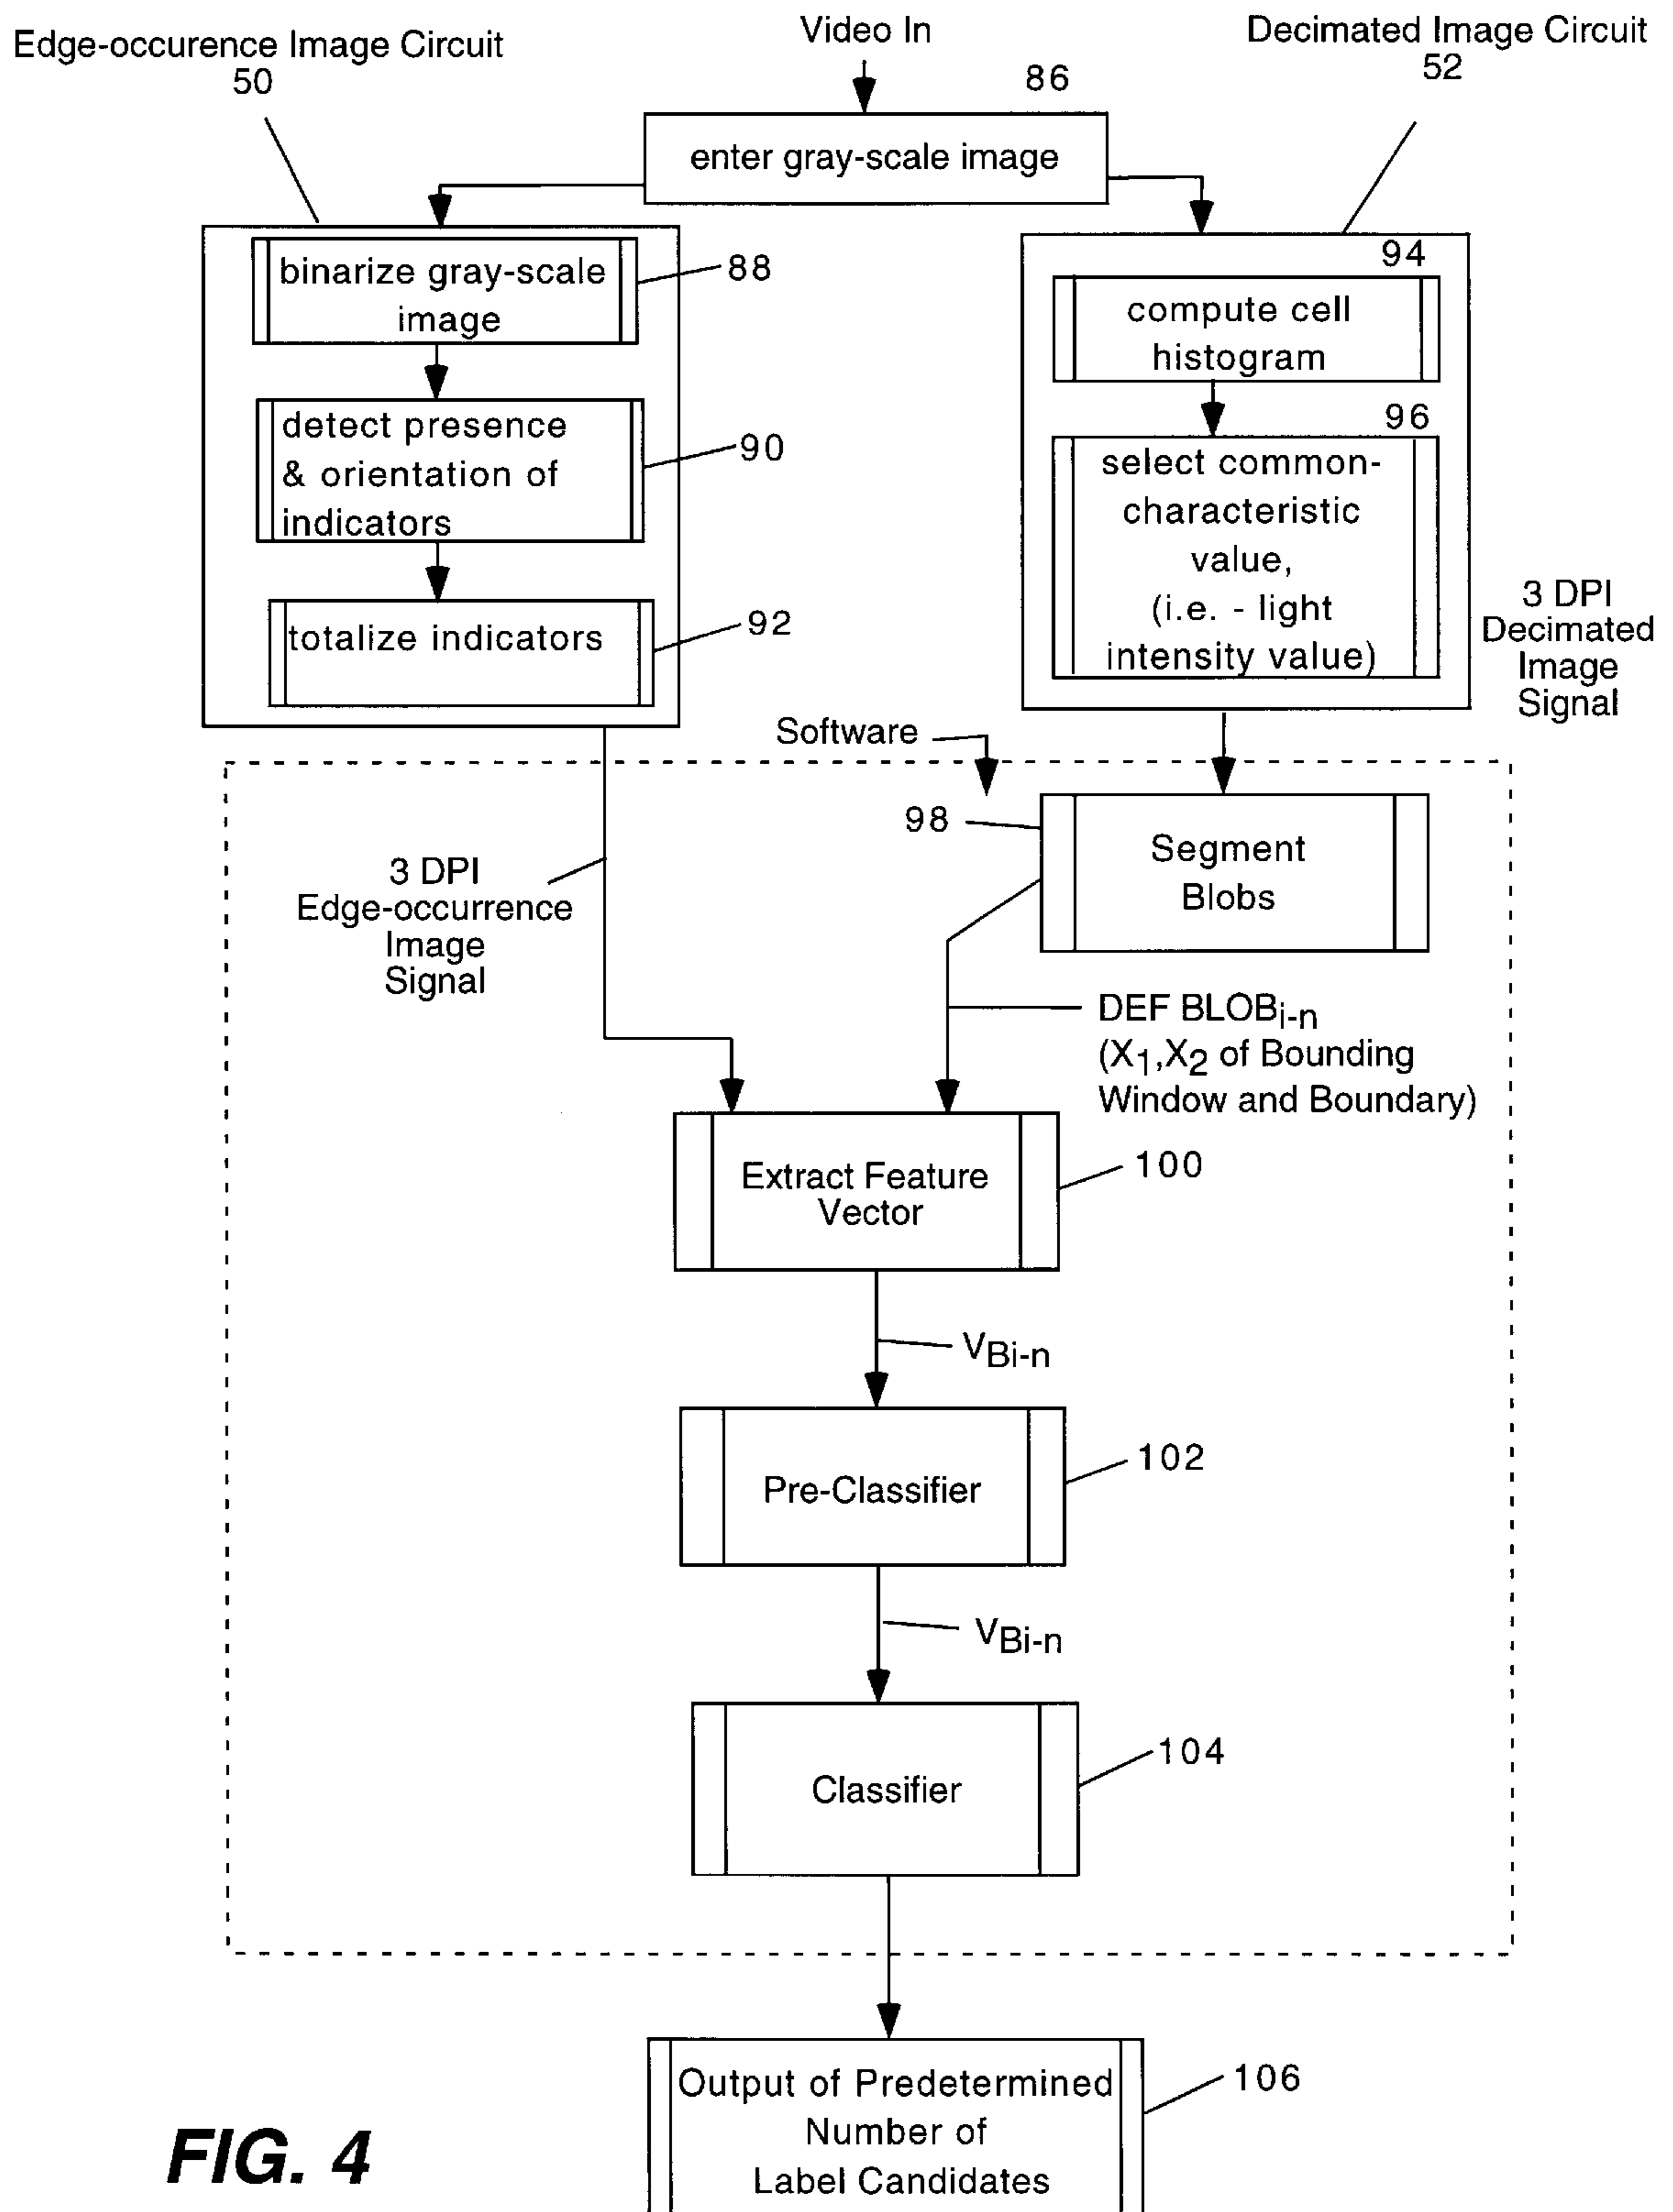 Edge-occurence Image Circuit
50
Video In
Decimated Image Circuit
52
86
enter gray-scale image
binarize gray-scale
image
88
detect presence
& orientation of
indicators
90
totalize indicators
92
94
compute cell
histogram
96
select common-
characteristic
value,
(i.e. - light
intensity value)
3 DPI
Decimated
Image
Signal
Software
98
Segment
Blobs
3 DPI
Edge-occurrence
Image
Signal
DEF BLOBi-n
(X1,X2 of Bounding
Window and Boundary)
Extract Feature
Vector
100
VBi-n
Pre-Classifier
102
VBi-n
Classifier
104
Output of Predetermined
Number of
Label Candidates
106
FIG. 4